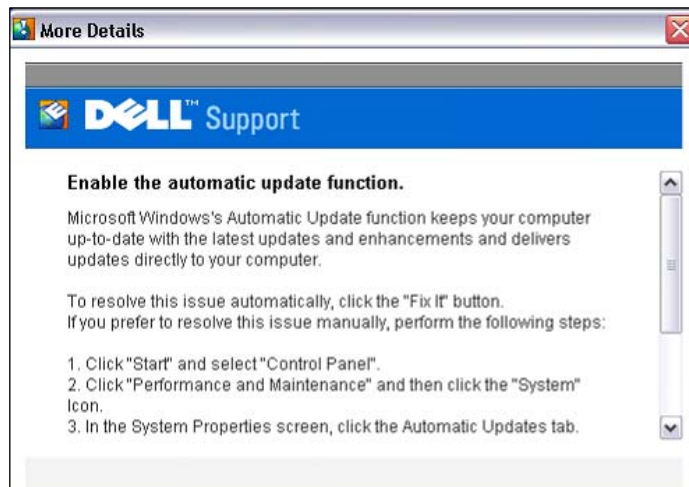 More Details
DELL™ Support
Enable the automatic update function.
Microsoft Windows's Automatic Update function keeps your computer
up-to-date with the latest updates and enhancements and delivers
updates directly to your computer.
To resolve this issue automatically, click the "Fix It" button.
If you prefer to resolve this issue manually, perform the following steps:
1. Click "Start" and select "Control Panel".
2. Click "Performance and Maintenance" and then click the "System"
Icon.
3. In the System Properties screen, click the Automatic Updates tab.